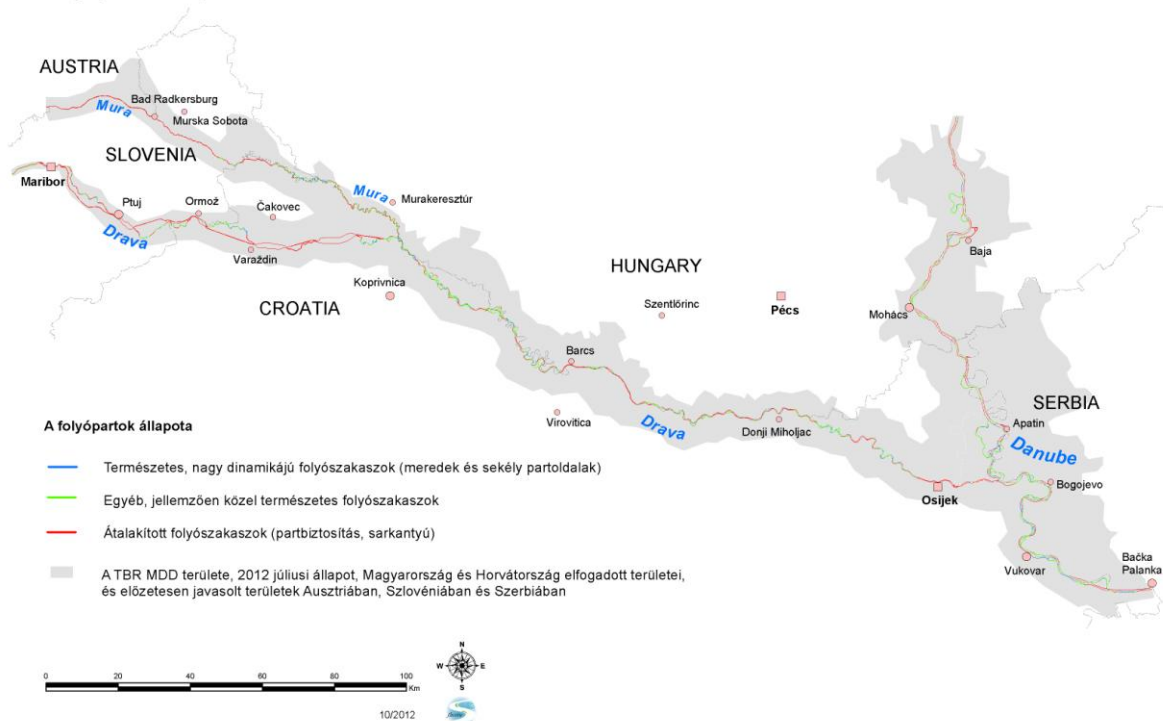 AUSTRIA
Bad Radkersburg
Mura
Murska Sobota
SLOVENIA
Maribor
Ptuj
Ormož
Čakovec
Mura
Murakeresztúr
Drava
Varaždin
Baja
HUNGARY
Koprivnica
CROATIA
Szentlőrinc
Pécs
Mohács
Barcs
SERBIA
Virovitica
Drava
Donji Miholjac
Apatin
Danube
A folyópartok állapota
Bogojevo
Természetes, nagy dinamikájú folyószakaszok (meredek és sekély partoldalak)
Osijek
Egyéb, jellemzően közel természetes folyószakaszok
Átalakított folyószakaszok (partbiztosítás, sarkantyú)
Vukovar
Bačka
Palanka
A TBR MDD területe, 2012 júliusi állapot, Magyarország és Horvátország elfogadott területei,
és előzetesen javasolt területek Ausztriában, Szlovéniában és Szerbiában
N
W E
S
0 20 40 60 80 100
Km
10/2012